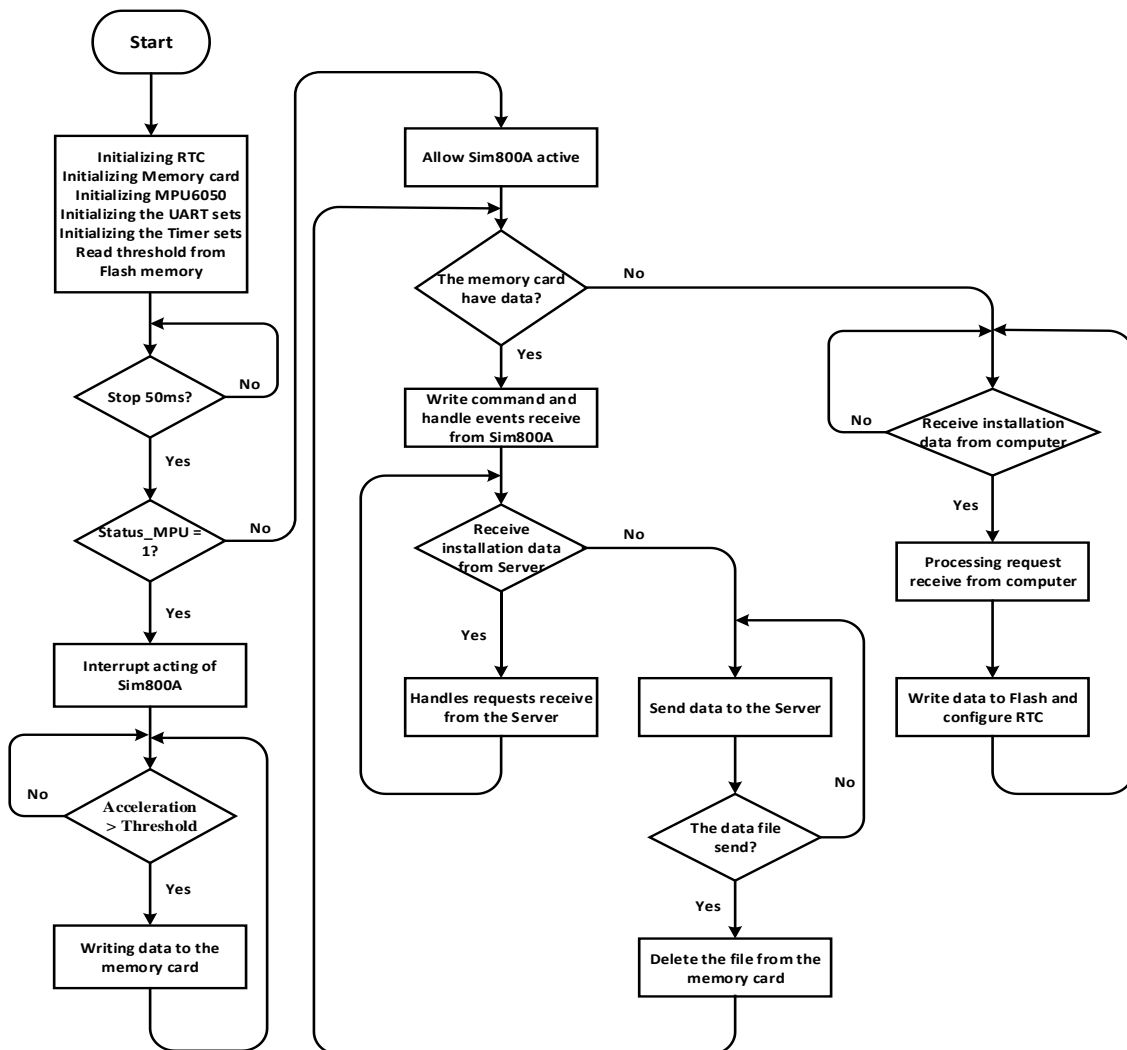 Start
Initializing RTC
Initializing Memory card
Initializing MPU6050
Initializing the UART sets
Initializing the Timer sets
Read threshold from
Flash memory
Stop 50ms?
No
Yes
Status_MPU =
1?
No
Yes
Interrupt acting of
Sim800A
Acceleration
> Threshold
No
Yes
Writing data to the
memory card
Allow Sim800A active
The memory card
have data?
No
Yes
Write command and
handle events receive
from Sim800A
Receive
installation data
from Server
No
Yes
Handles requests receive
from the Server
Send data to the Server
The data file
send?
No
Yes
Delete the file from the
memory card
Receive installation
data from computer
No
Yes
Processing request
receive from computer
Write data to Flash and
configure RTC